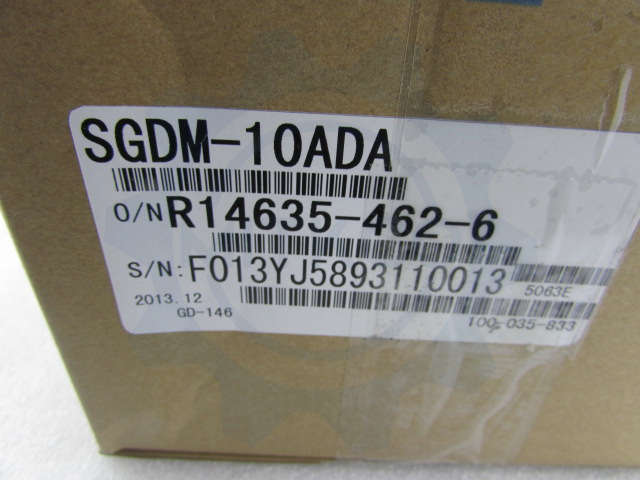 SGDM-10ADA
O/N R14635-462-6
S/N: F013YJ5893110013
5063E
2013.12
GD-146
100-035-833